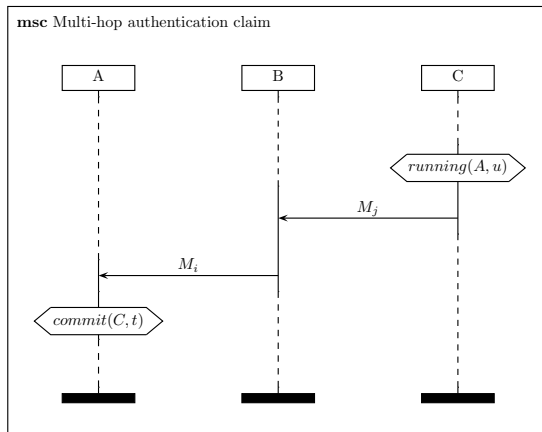 msc Multi-hop authentication claim
A B C
running(A, u)
M_j
M_i
commit(C, t)